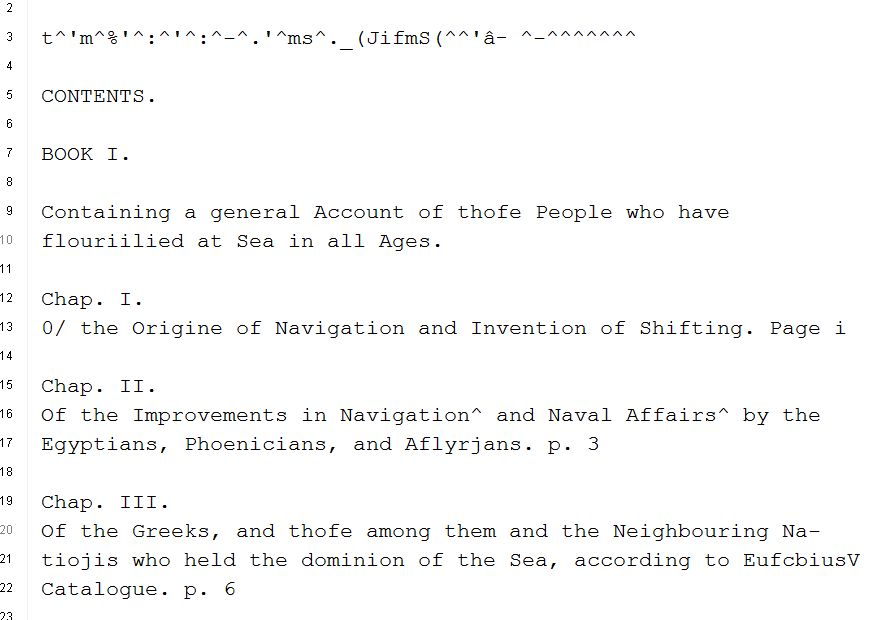 2
3 t^'m^%'^:^'^:^-^.'^ms^._(JifmS(^^'â- ^-^^^^^^^
4
5 CONTENTS.
6
7 BOOK I.
8
9 Containing a general Account of thofe People who have
10 flouriilied at Sea in all Ages.
11
12 Chap. I.
13 0/ the Origine of Navigation and Invention of Shifting. Page i
14
15 Chap. II.
16 Of the Improvements in Navigation^ and Naval Affairs^ by the
17 Egyptians, Phoenicians, and Aflyrjans. p. 3
18
19 Chap. III.
20 Of the Greeks, and thofe among them and the Neighbouring Na-
21 tiojis who held the dominion of the Sea, according to EufcbiusV
22 Catalogue. p. 6
23